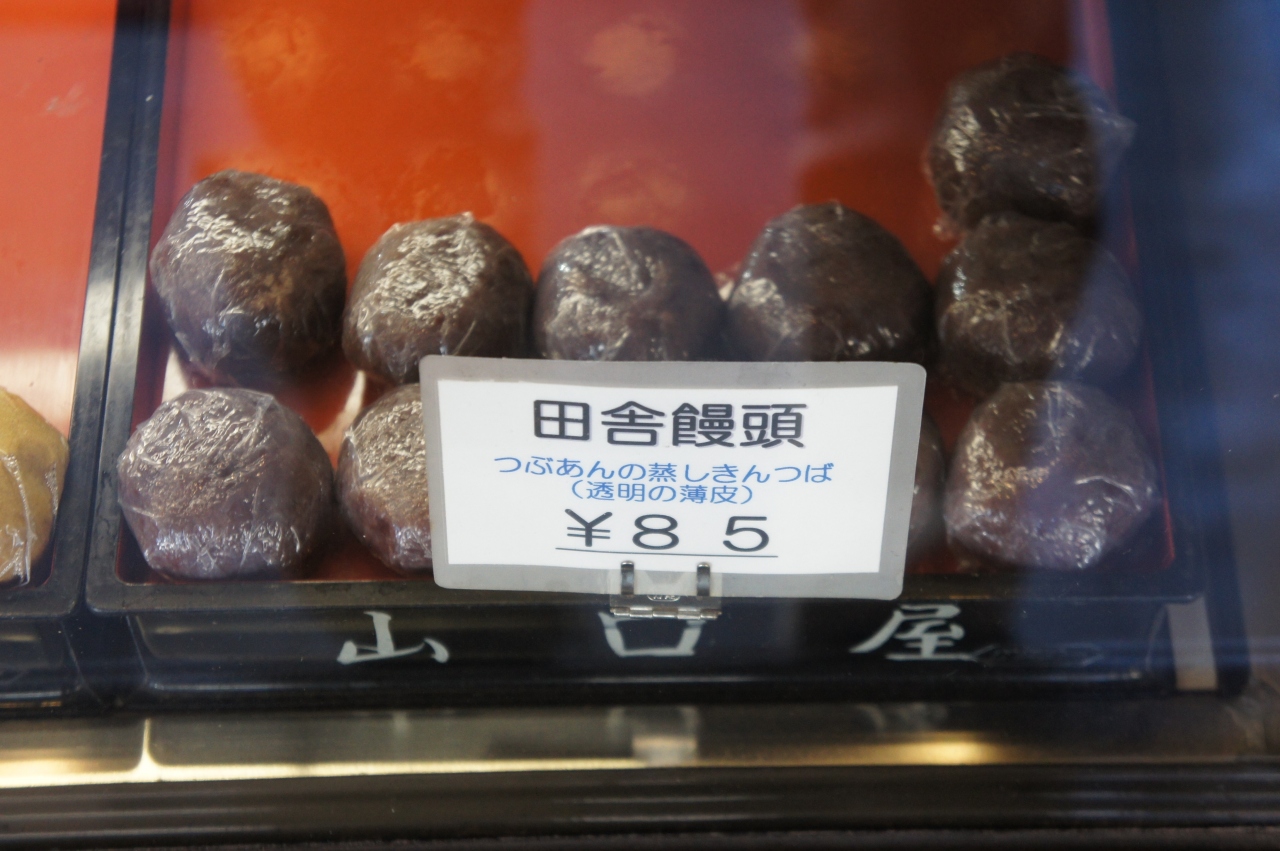 田舎饅頭
つぶあんの蒸しきんつば
（透明の薄皮）
￥８５
山口屋